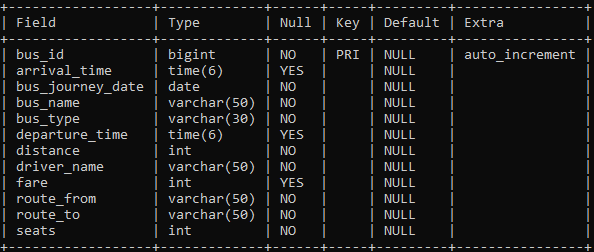 +------------------+-------------+------+-----+---------+----------------+
| Field            | Type        | Null | Key | Default | Extra          |
+------------------+-------------+------+-----+---------+----------------+
| bus_id           | bigint      | NO   | PRI | NULL    | auto_increment |
| arrival_time     | time(6)     | YES  |     | NULL    |                |
| bus_journey_date | date        | NO   |     | NULL    |                |
| bus_name         | varchar(50) | NO   |     | NULL    |                |
| bus_type         | varchar(30) | NO   |     | NULL    |                |
| departure_time   | time(6)     | YES  |     | NULL    |                |
| distance         | int         | NO   |     | NULL    |                |
| driver_name      | varchar(50) | NO   |     | NULL    |                |
| fare             | int         | YES  |     | NULL    |                |
| route_from       | varchar(50) | NO   |     | NULL    |                |
| route_to         | varchar(50) | NO   |     | NULL    |                |
| seats            | int         | NO   |     | NULL    |                |
+------------------+-------------+------+-----+---------+----------------+